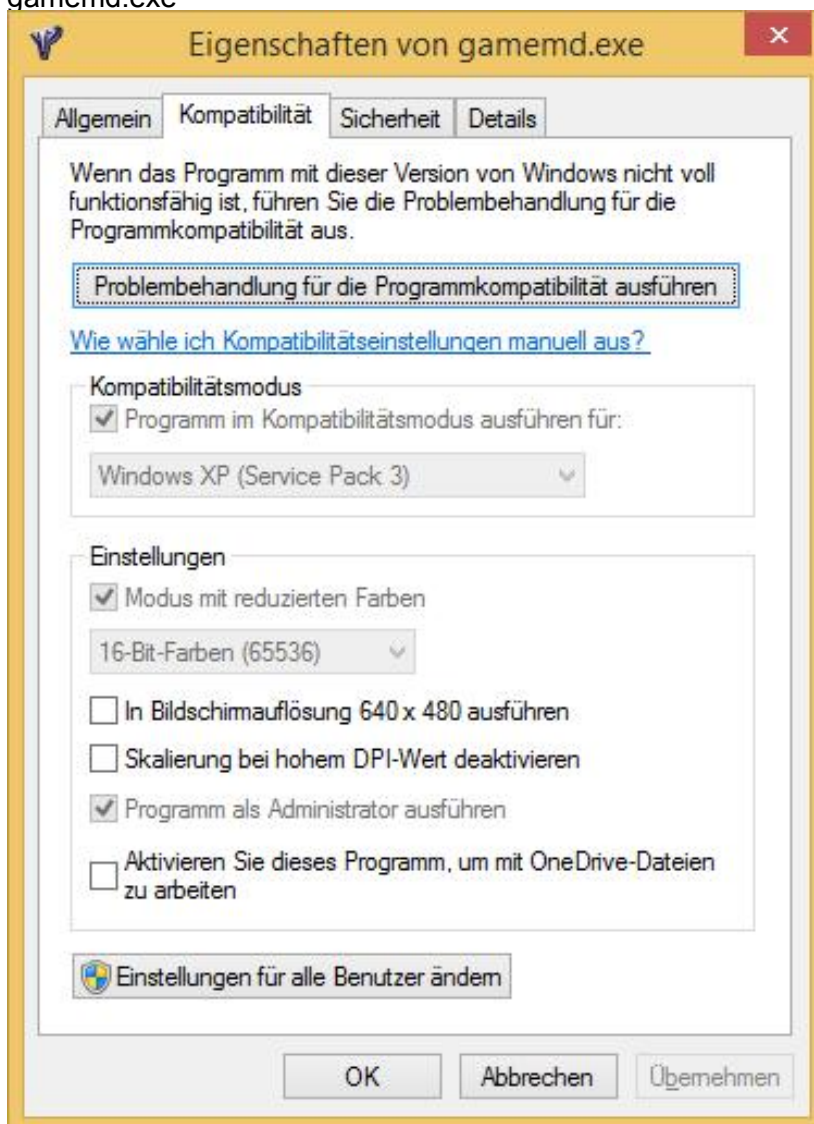 gamemd.exe
Eigenschaften von gamemd.exe
Allgemein
Kompatibilität
Sicherheit
Details
Wenn das Programm mit dieser Version von Windows nicht voll
funktionsfähig ist, führen Sie die Problembehandlung für die
Programmkompatibilität aus.
Problembehandlung für die Programmkompatibilität ausführen
Wie wähle ich Kompatibilitätseinstellungen manuell aus?
Kompatibilitätsmodus
Programm im Kompatibilitätsmodus ausführen für:
Windows XP (Service Pack 3)
Einstellungen
Modus mit reduzierten Farben
16-Bit-Farben (65536)
In Bildschirmauflösung 640 x 480 ausführen
Skalierung bei hohem DPI-Wert deaktivieren
Programm als Administrator ausführen
Aktivieren Sie dieses Programm, um mit OneDrive-Dateien
zu arbeiten
Einstellungen für alle Benutzer ändern
OK
Abbrechen
Übernehmen